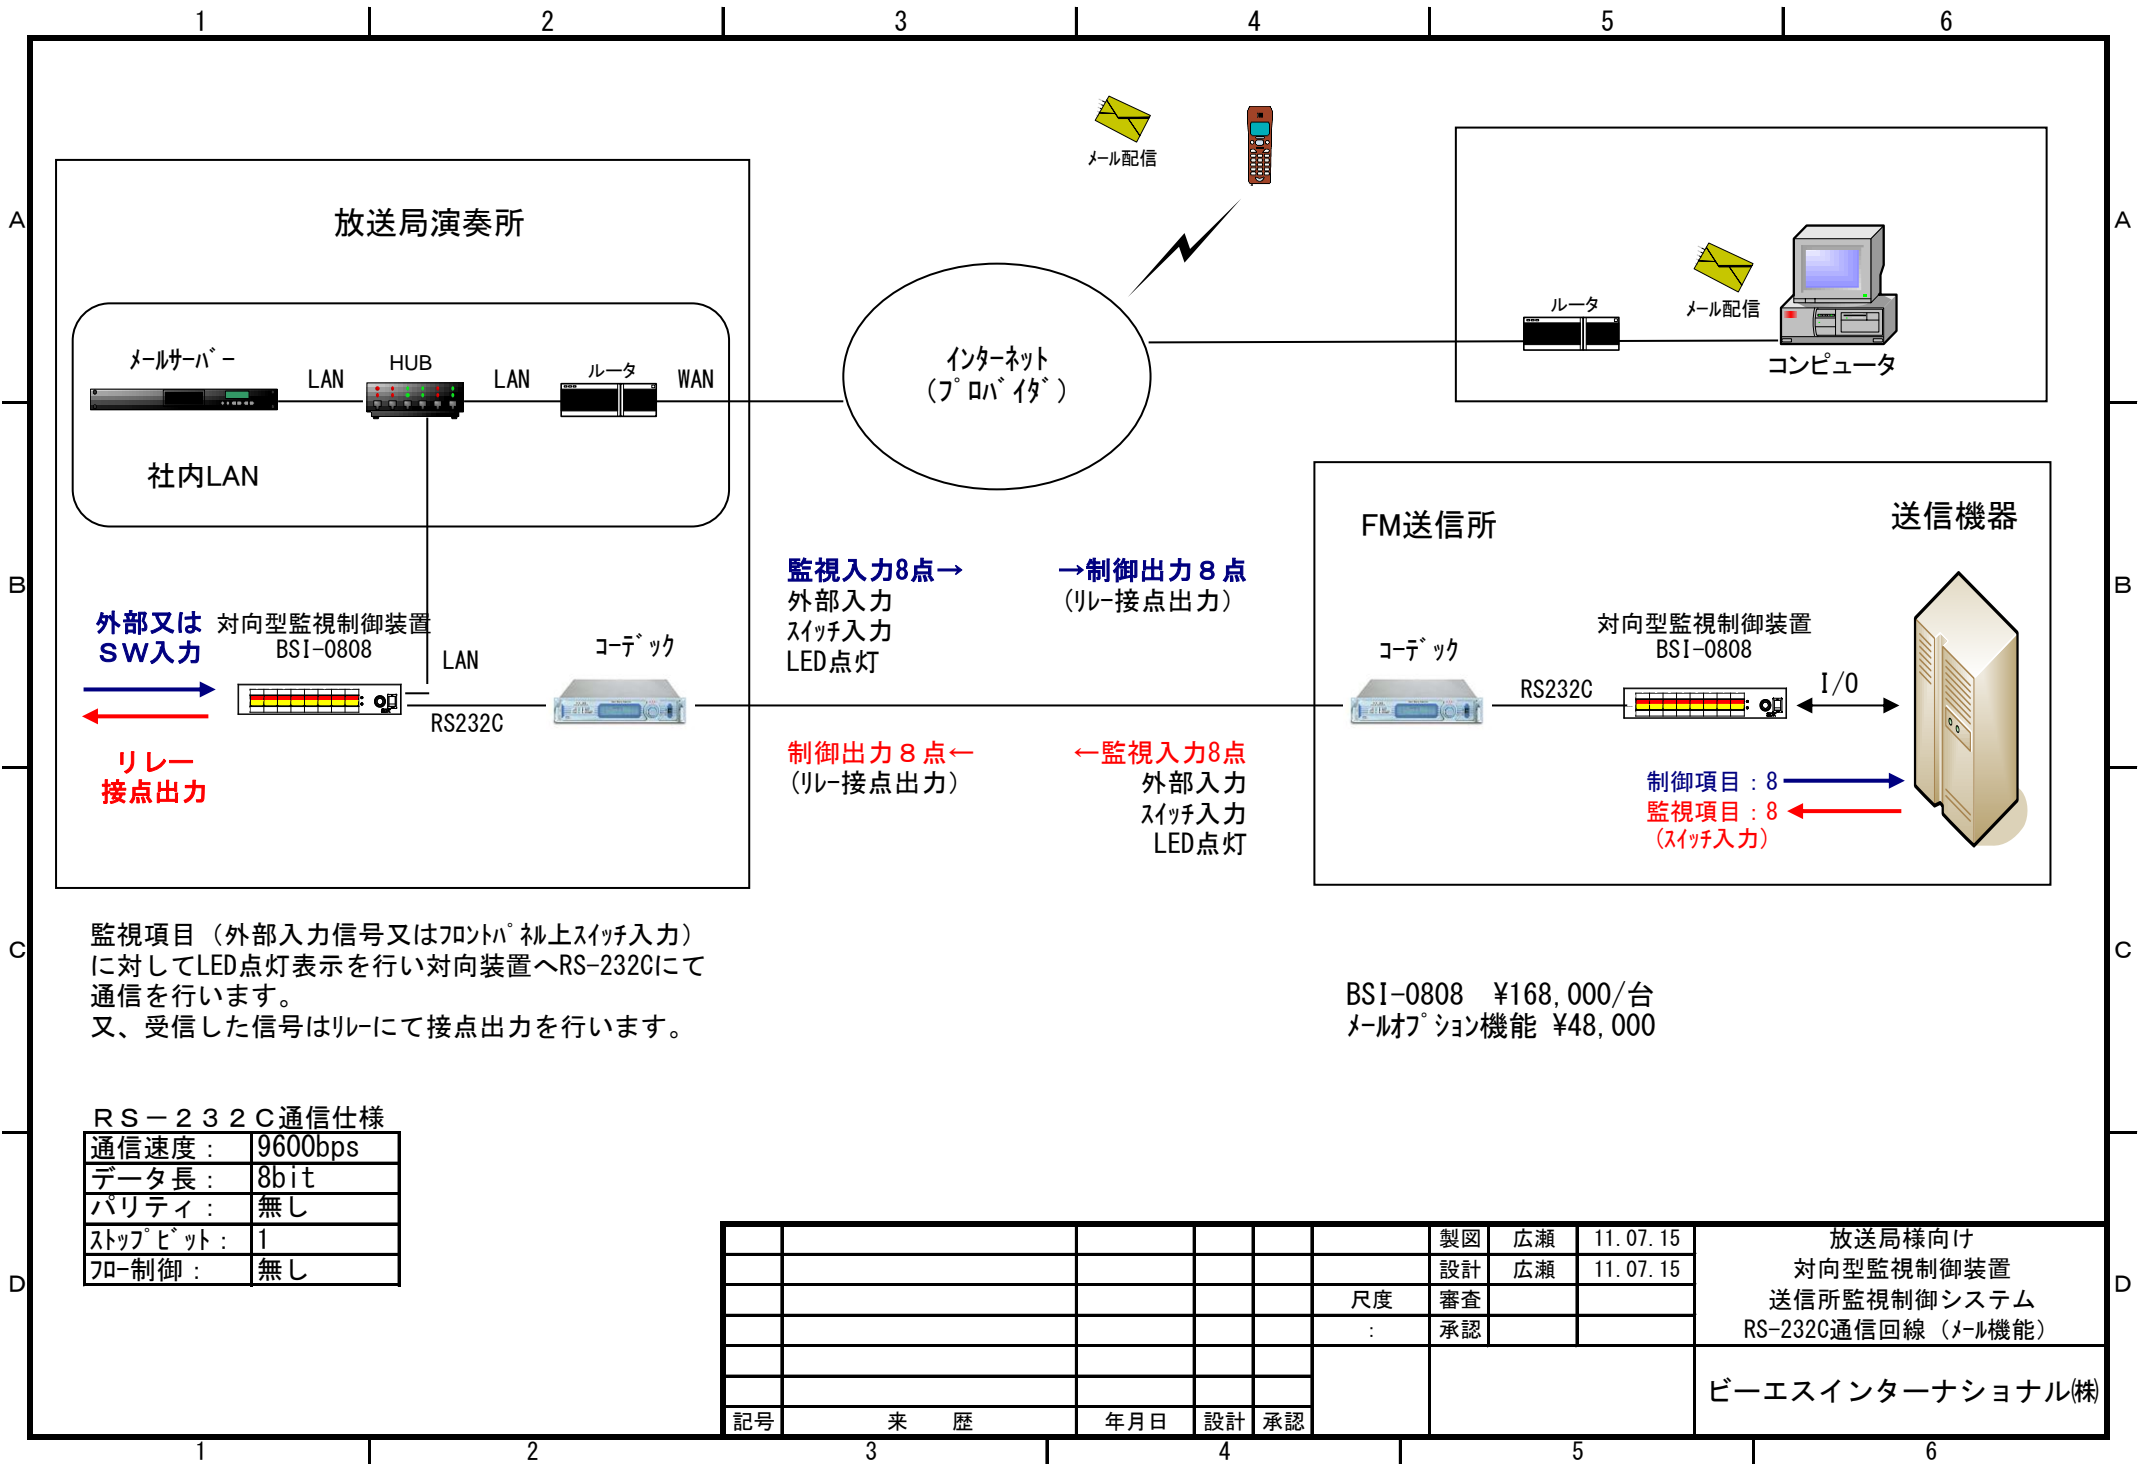 1 2 3 4 5 6
A A
B B
C C
D D
メール配信
放送局演奏所
メールサーバー
LAN
HUB
LAN
ルータ
WAN
社内LAN
インターネット
（プロバイダ）
ルータ
メール配信
コンピュータ
FM送信所
送信機器
外部又は
ＳＷ入力
対向型監視制御装置
BSI-0808
LAN
コーデック
RS232C
リレー
接点出力
監視入力8点→
外部入力
スイッチ入力
LED点灯
→制御出力８点
（リレー接点出力）
制御出力８点←
（リレー接点出力）
←監視入力8点
外部入力
スイッチ入力
LED点灯
コーデック
RS232C
対向型監視制御装置
BSI-0808
I/O
制御項目：8
監視項目：8
（スイッチ入力）
監視項目（外部入力信号又はフロントパネル上スイッチ入力）
に対してLED点灯表示を行い対向装置へRS-232Cにて
通信を行います。
又、受信した信号はリレーにて接点出力を行います。
BSI-0808 ¥168,000/台
メールオプション機能 ¥48,000
ＲＳ－２３２Ｃ通信仕様
通信速度： 9600bps
データ長： 8bit
パリティ： 無し
ストップビット： 1
フロー制御： 無し
製図 広瀬 11.07.15
設計 広瀬 11.07.15
尺度 審査
： 承認
放送局様向け
対向型監視制御装置
送信所監視制御システム
RS-232C通信回線（メール機能）
ビーエスインターナショナル㈱
記号 来　歴 年月日 設計 承認
1 2 3 4 5 6